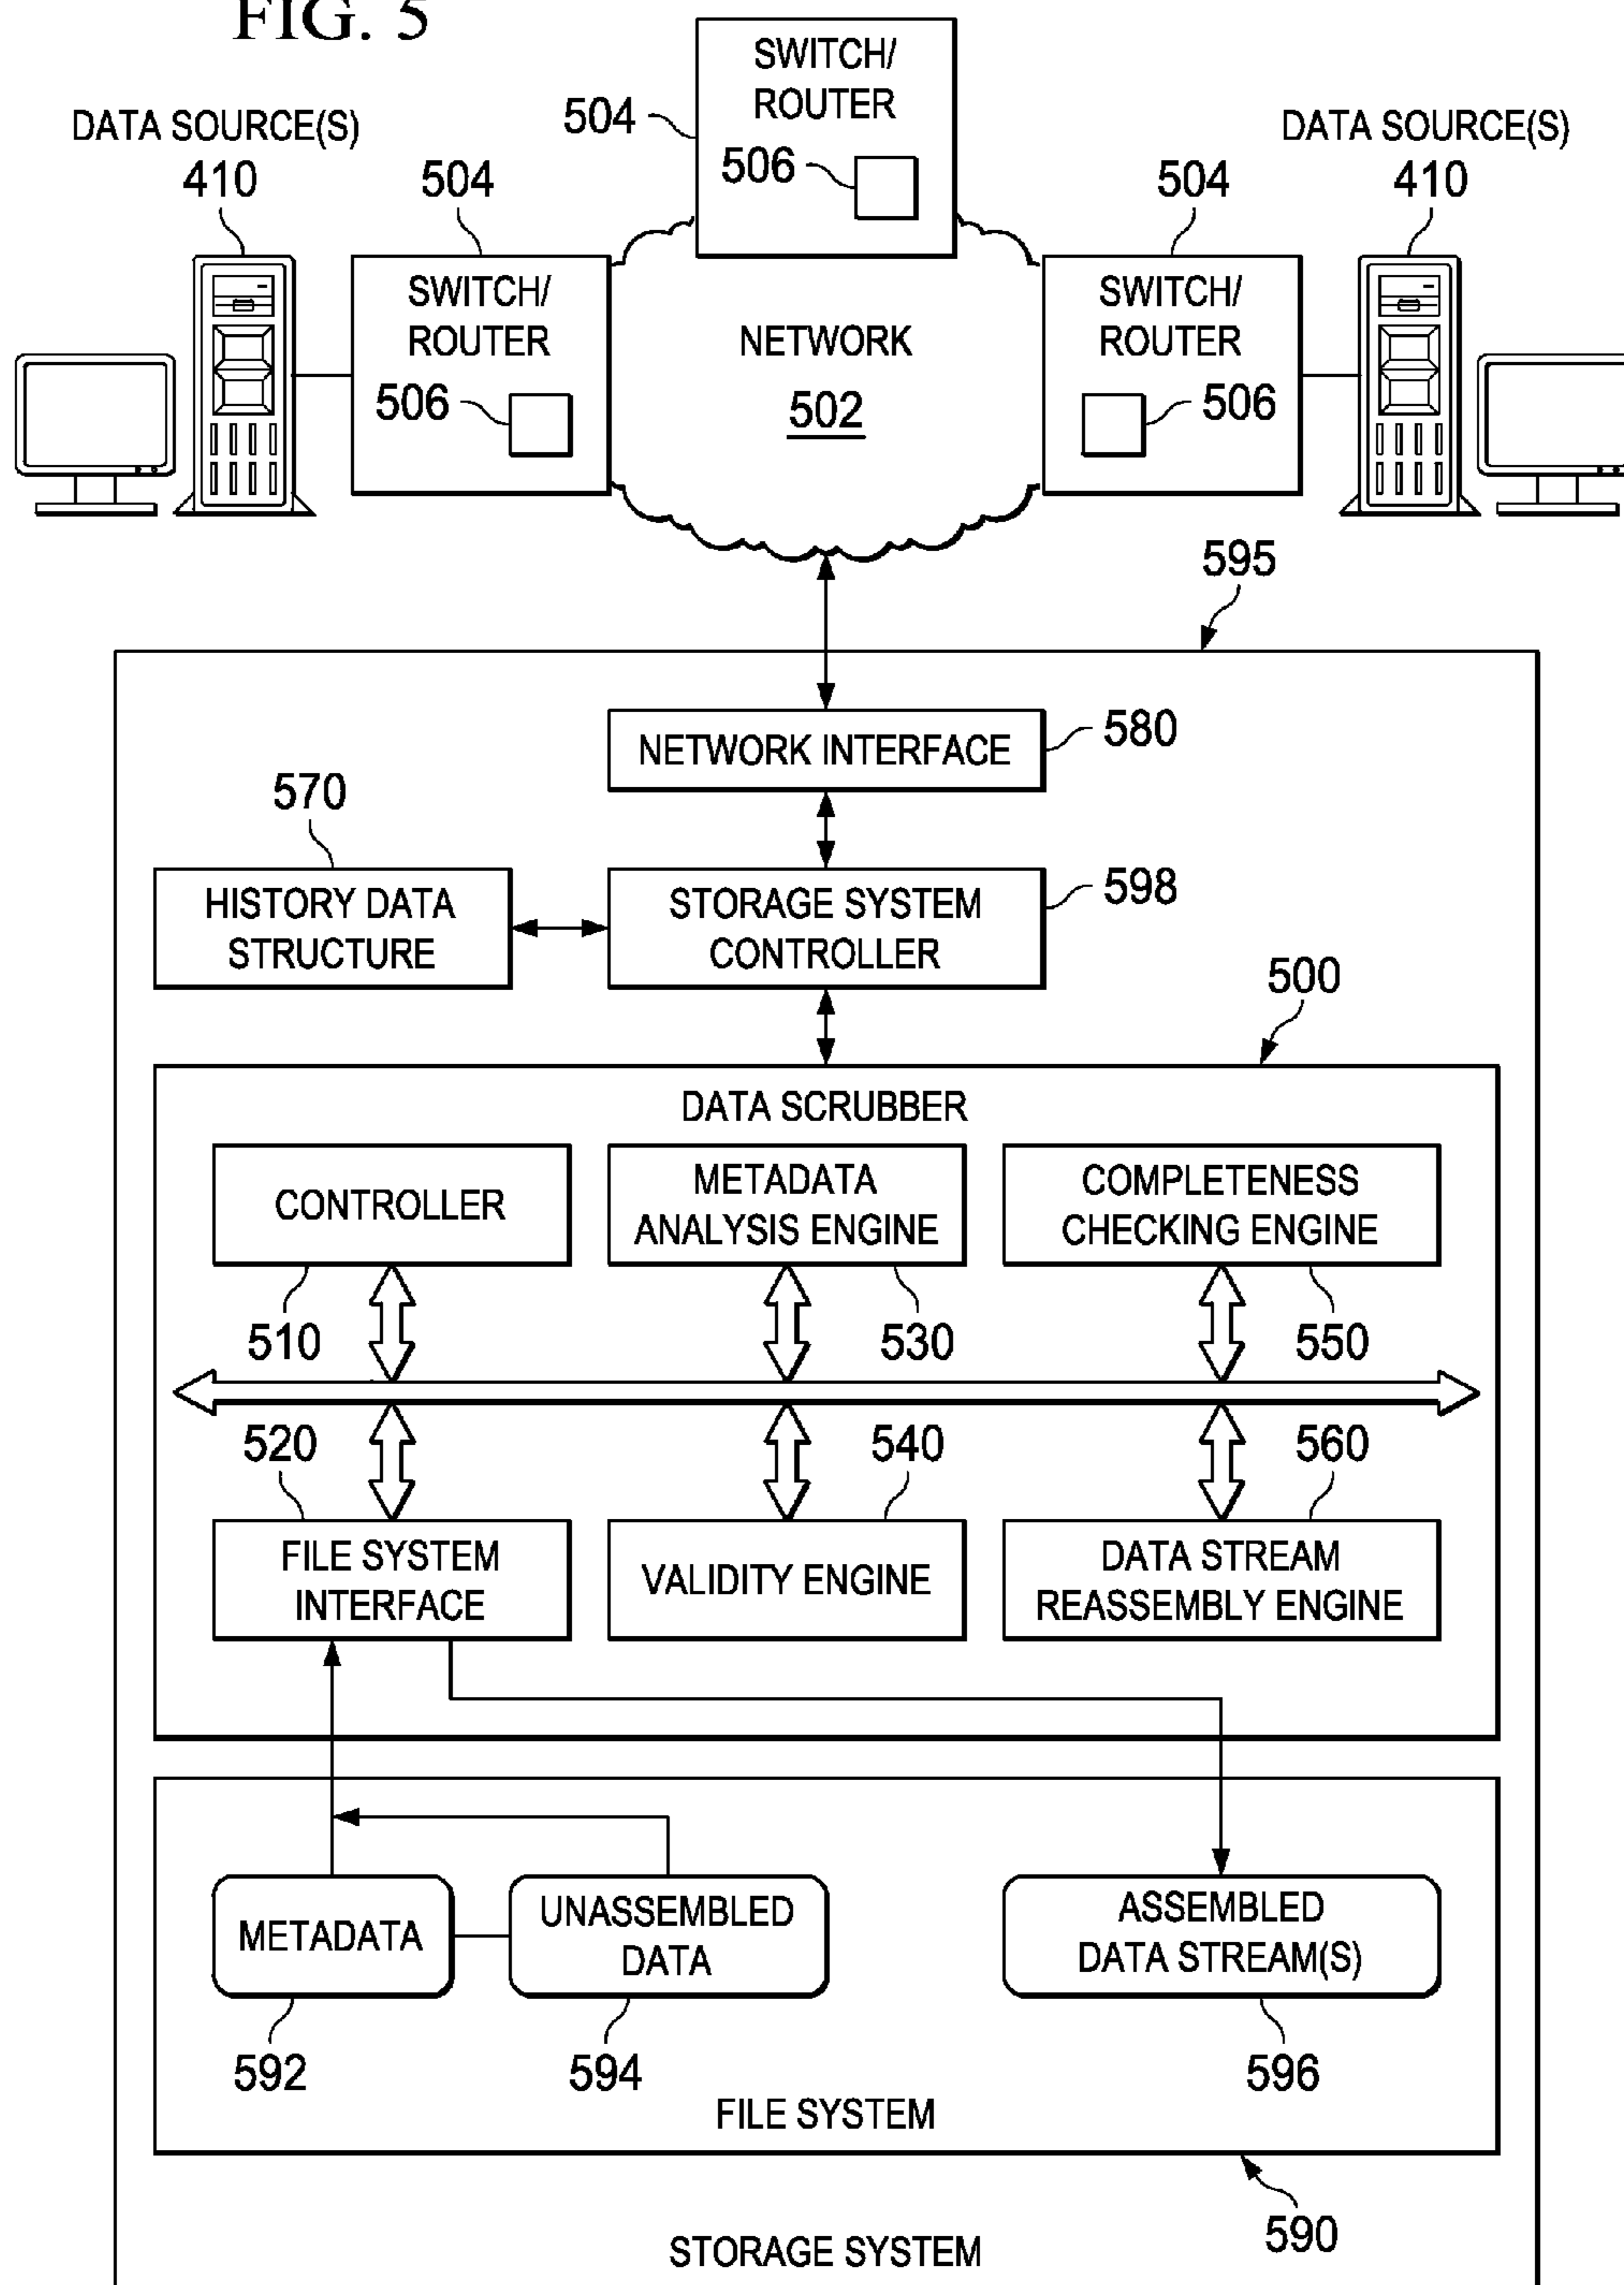 FIG. 5
SWITCH/
ROUTER
504
506
DATA SOURCE(S)
410
504
SWITCH/
ROUTER
506
NETWORK
502
504
SWITCH/
ROUTER
506
DATA SOURCE(S)
410
595
NETWORK INTERFACE
580
570
HISTORY DATA
STRUCTURE
STORAGE SYSTEM
CONTROLLER
598
500
DATA SCRUBBER
CONTROLLER
510
METADATA
ANALYSIS ENGINE
530
COMPLETENESS
CHECKING ENGINE
550
520
FILE SYSTEM
INTERFACE
540
VALIDITY ENGINE
560
DATA STREAM
REASSEMBLY ENGINE
METADATA
592
UNASSEMBLED
DATA
594
ASSEMBLED
DATA STREAM(S)
596
FILE SYSTEM
590
STORAGE SYSTEM